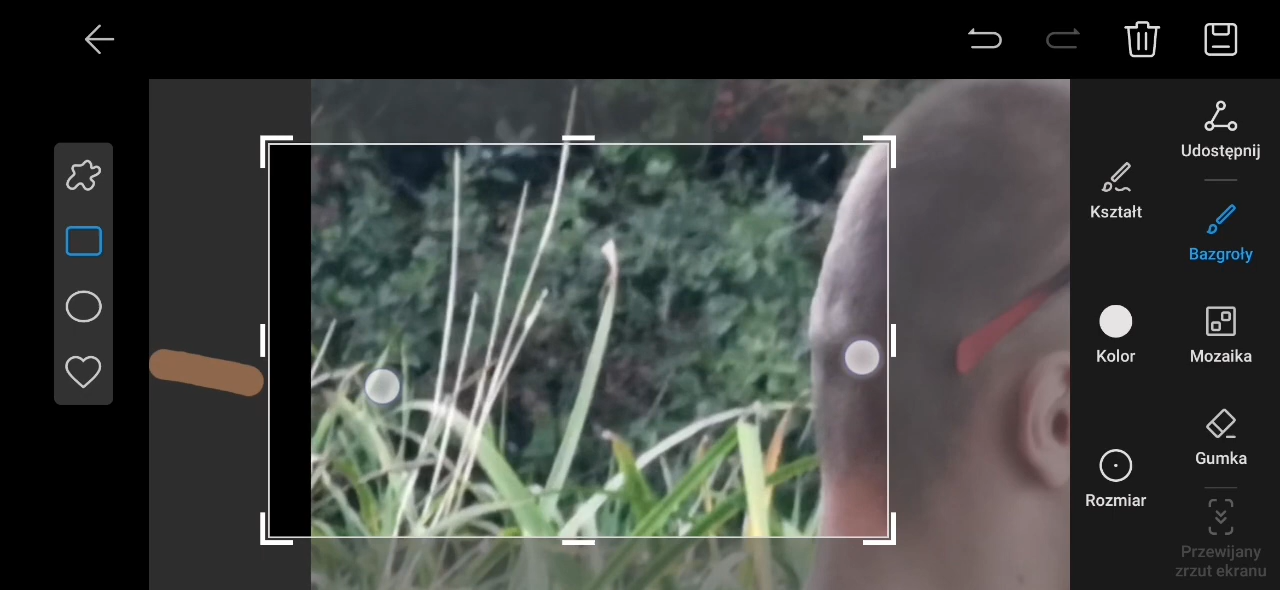 Udostępnij
Kształt
Bazgroły
Kolor
Mozaika
Gumka
Rozmiar
Przewijany
zrzut ekranu